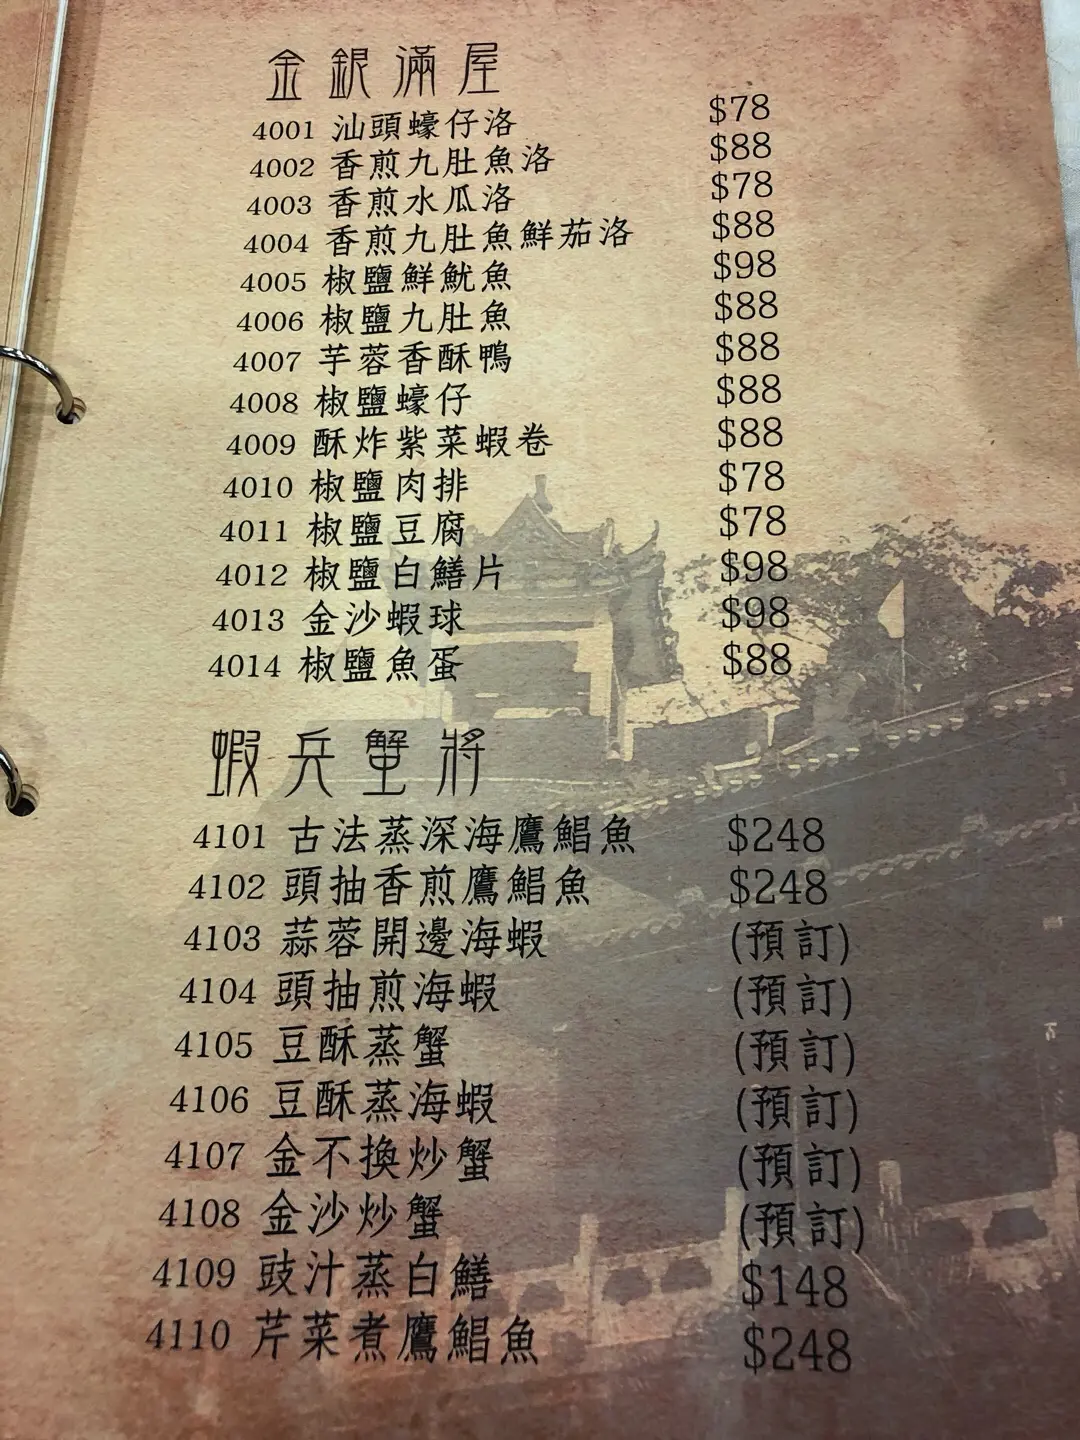 金銀滿屋
4001 汕頭蠔仔洛 $78
4002 香煎九肚魚洛 $88
4003 香煎水瓜洛 $78
4004 香煎九肚魚鮮茄洛 $88
4005 椒鹽鮮魷魚 $98
4006 椒鹽九肚魚 $88
4007 芋蓉香酥鴨 $88
4008 椒鹽蠔仔 $88
4009 酥炸紫菜蝦卷 $88
4010 椒鹽肉排 $78
4011 椒鹽豆腐 $78
4012 椒鹽白鱔片 $98
4013 金沙蝦球 $98
4014 椒鹽魚蛋 $88
蝦兵蟹將
4101 古法蒸深海鷹鯧魚 $248
4102 頭抽香煎鷹鯧魚 $248
4103 蒜蓉開邊海蝦 (預訂)
4104 頭抽煎海蝦 (預訂)
4105 豆酥蒸蟹 (預訂)
4106 豆酥蒸海蝦 (預訂)
4107 金不換炒蟹 (預訂)
4108 金沙炒蟹 (預訂)
4109 豉汁蒸白鱔 $148
4110 芹菜煮鷹鯧魚 $248